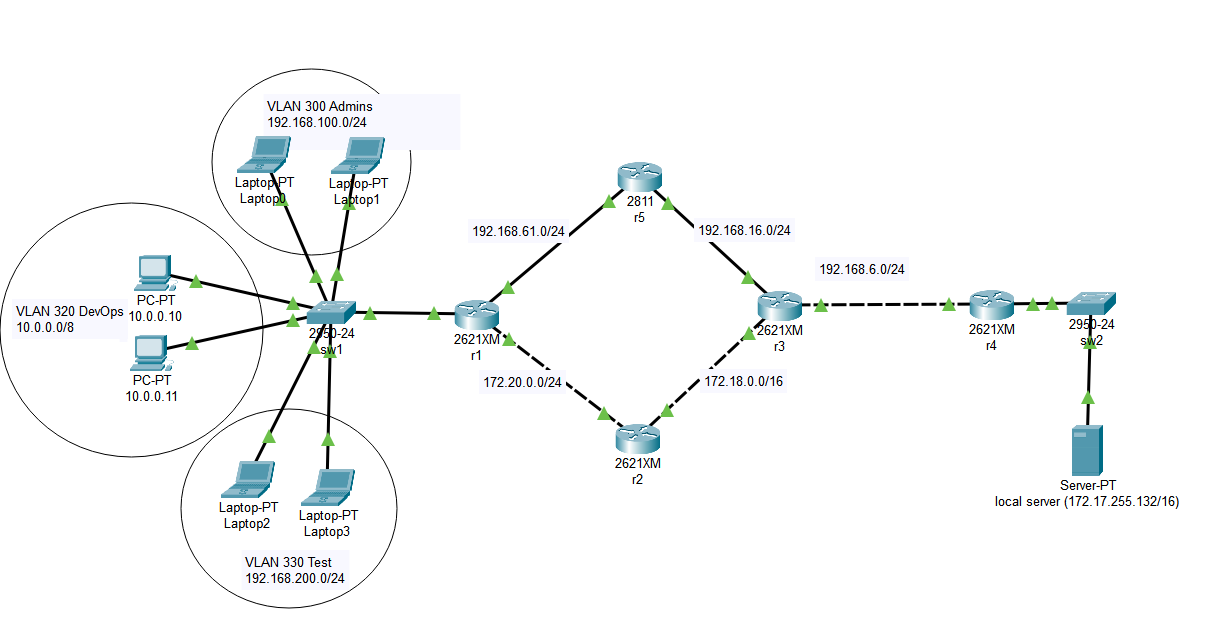 VLAN 300 Admins
192.168.100.0/24
Laptop-PT
Laptop0
Laptop-PT
Laptop1
VLAN 320 DevOps
10.0.0.0/8
PC-PT
10.0.0.10
PC-PT
10.0.0.11
2950-24
sw1
Laptop-PT
Laptop2
Laptop-PT
Laptop3
VLAN 330 Test
192.168.200.0/24
2621XM
r1
192.168.61.0/24
172.20.0.0/24
2811
r5
2621XM
r2
192.168.16.0/24
172.18.0.0/16
2621XM
r3
192.168.6.0/24
2621XM
r4
2950-24
sw2
Server-PT
local server (172.17.255.132/16)